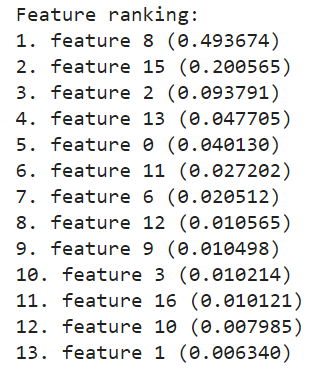 Feature ranking:
1. feature 8 (0.493674)
2. feature 15 (0.200565)
3. feature 2 (0.093791)
4. feature 13 (0.047705)
5. feature 0 (0.040130)
6. feature 11 (0.027202)
7. feature 6 (0.020512)
8. feature 12 (0.010565)
9. feature 9 (0.010498)
10. feature 3 (0.010214)
11. feature 16 (0.010121)
12. feature 10 (0.007985)
13. feature 1 (0.006340)